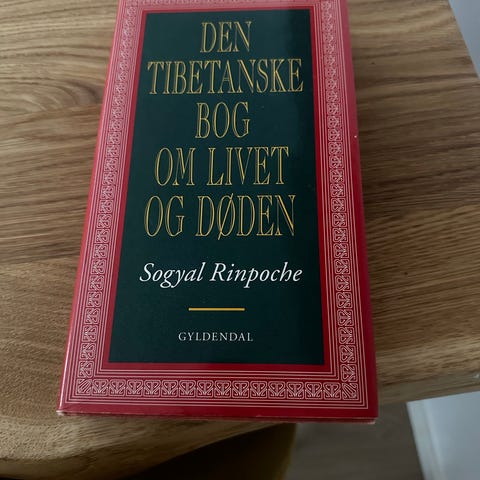 DEN
TIBETANSKE
BOG
OM LIVET
OG DØDEN
Sogyal Rinpoche
GYLDENDAL